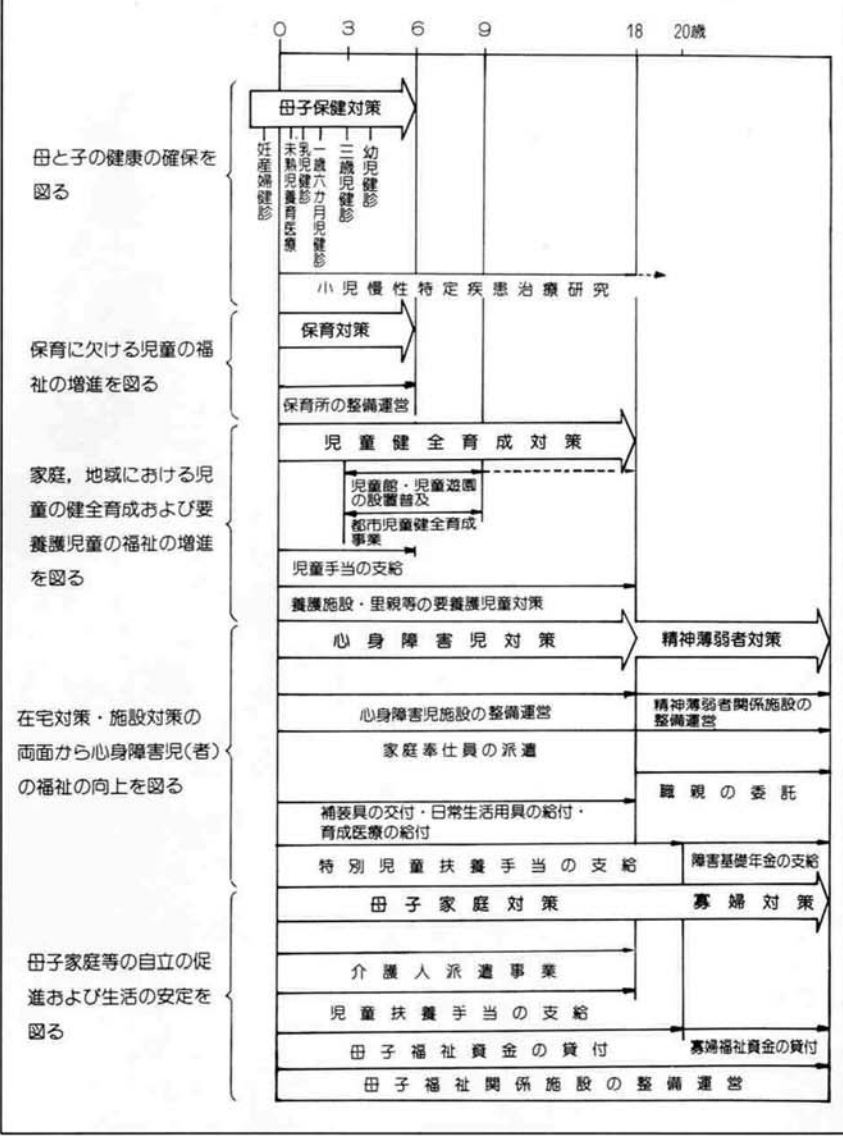 0 3 6 9 18 20歳
母と子の健康の確保を
図る
母子保健対策
妊産婦健診
未熟児養育医療
乳児健診
一歳六か月児健診
三歳児健診
幼児健診
小児慢性特定疾患治療研究
保育に欠ける児童の福
祉の増進を図る
保育対策
保育所の整備運営
家庭，地域における児
童の健全育成および要
養護児童の福祉の増進
を図る
児童健全育成対策
児童館・児童遊園
の設置普及
都市児童健全育成
事業
児童手当の支給
養護施設・里親等の要養護児童対策
在宅対策・施設対策の
両面から心身障害児(者)
の福祉の向上を図る
心身障害児対策
精神薄弱者対策
心身障害児施設の整備運営
精神薄弱者関係施設の
整備運営
家庭奉仕員の派遣
職親の委託
補装具の交付・日常生活用具の給付・
育成医療の給付
特別児童扶養手当の支給
障害基礎年金の支給
母子家庭等の自立の促
進および生活の安定を
図る
母子家庭対策
寡婦対策
介護人派遣事業
児童扶養手当の支給
母子福祉資金の貸付
寡婦福祉資金の貸付
母子福祉関係施設の整備運営